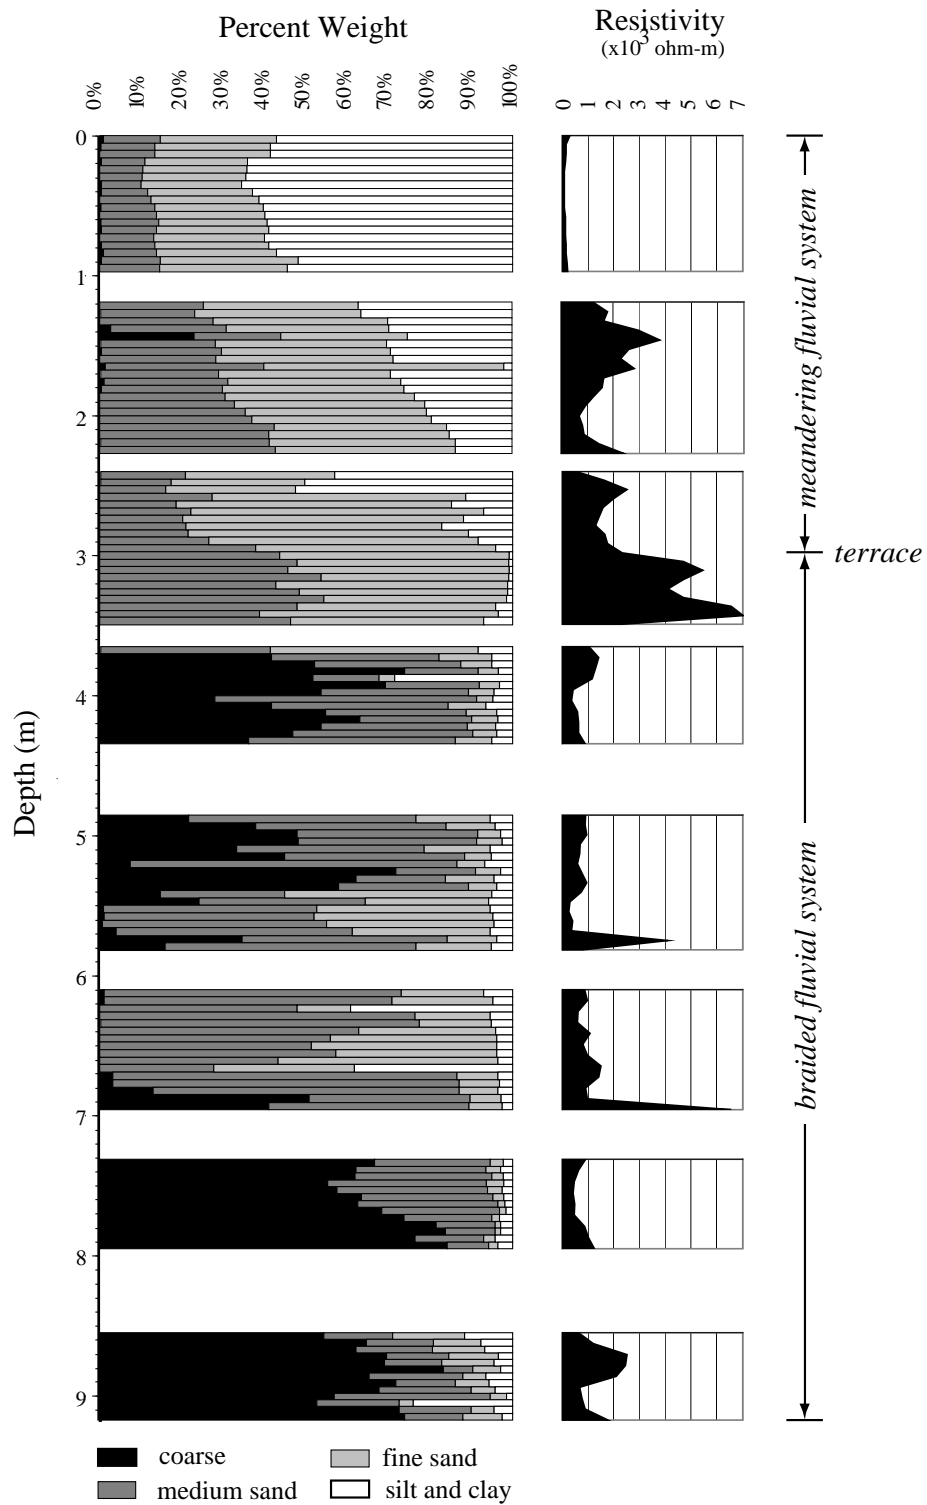 Percent Weight
Resistivity
(x10³ ohm-m)
0% 10% 20% 30% 40% 50% 60% 70% 80% 90% 100%
0 1 2 3 4 5 6 7
0
1
2
3
4
5
6
7
8
9
Depth (m)
meandering fluvial system
terrace
braided fluvial system
coarse
fine sand
medium sand
silt and clay